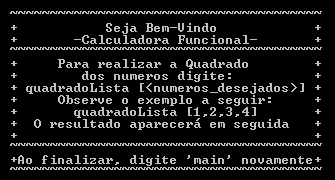 ~~~~~~~~~~~~~~~~~~~~~~~~~~~~~~~~~~~~~~~
+ Seja Bem-Vindo +
+ -Calculadora Funcional- +
~~~~~~~~~~~~~~~~~~~~~~~~~~~~~~~~~~~~~~~
+ Para realizar a Quadrado +
+ dos numeros digite: +
+ quadradoLista [<numeros_desejados>] +
+ Observe o exemplo a seguir: +
+ quadradoLista [1,2,3,4] +
+ O resultado aparecerá em seguida +
+ +
~~~~~~~~~~~~~~~~~~~~~~~~~~~~~~~~~~~~~~~
+Ao finalizar, digite 'main' novamente+
~~~~~~~~~~~~~~~~~~~~~~~~~~~~~~~~~~~~~~~